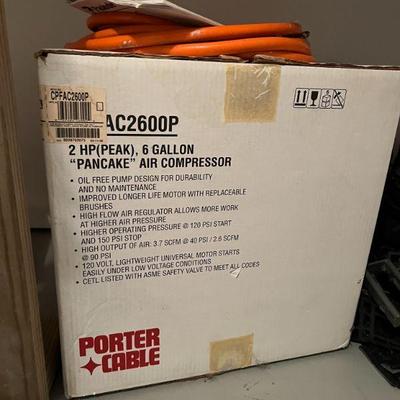 CPFAC2600P
AC2600P
2 HP(PEAK), 6 GALLON
"PANCAKE" AIR COMPRESSOR
• OIL FREE PUMP DESIGN FOR DURABILITY
AND NO MAINTENANCE
• IMPROVED LONGER LIFE MOTOR WITH REPLACEABLE
BRUSHES
• HIGH FLOW AIR REGULATOR ALLOWS MORE WORK
AT HIGHER AIR PRESSURE
• HIGHER OPERATING PRESSURE @ 120 PSI START
AND 150 PSI STOP
• HIGH OUTPUT OF AIR: 3.7 SCFM @ 40 PSI / 2.6 SCFM
@ 90 PSI
• 120 VOLT, LIGHTWEIGHT UNIVERSAL MOTOR STARTS
EASILY UNDER LOW VOLTAGE CONDITIONS
• CETL LISTED WITH ASME SAFETY VALVE TO MEET ALL CODES
PORTER
CABLE